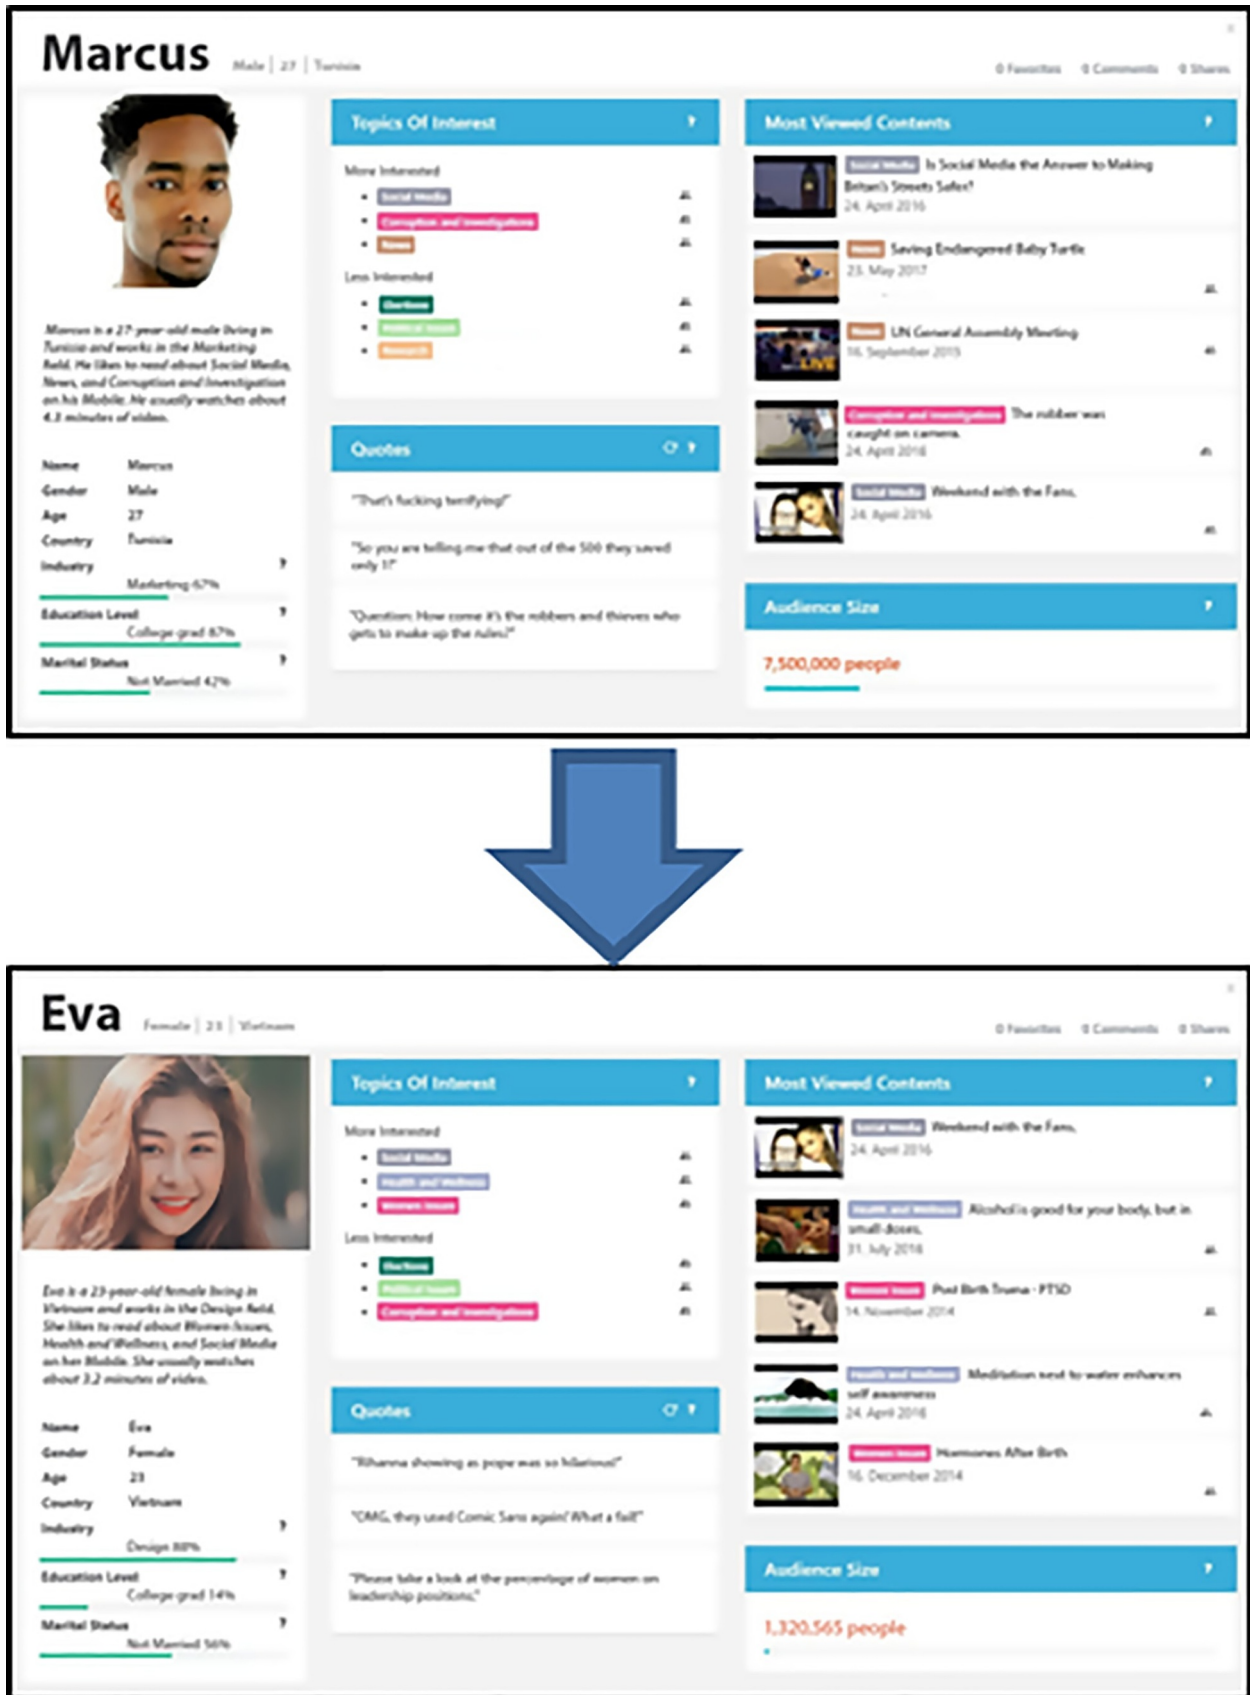 Marcus Male | 27 | Tunisia
0 Favorites 0 Comments 0 Shares
Marcus is a 27-year-old male living in
Tunisia and works in the Marketing
field. He likes to read about Social Media,
News, and Corruption and Investigation
on his Mobile. He usually watches about
4.3 minutes of video.
Name Marcus
Gender Male
Age 27
Country Tunisia
Industry ?
Marketing 67%
Education Level ?
College grad 87%
Marital Status ?
Not Married 42%
Topics Of Interest ?
More Interested
Social Media
Corruption and Investigations
News
Less Interested
Elections
Political Issues
Research
Quotes ?
"That's fucking terrifying!"
"So you are telling me that out of the 500 they saved
only 1?"
"Question: How come it's the robbers and thieves who
gets to make up the rules?"
Most Viewed Contents ?
Social Media Is Social Media the Answer to Making
Britan's Streets Safer?
24. April 2016
News Saving Endangered Baby Turtle
23. May 2017
News UN General Assembly Meeting
16. September 2015
LIVE
Corruption and Investigations The robber was
caught on camera.
24. April 2016
Social Media Weekend with the Fans,
24. April 2016
Audience Size ?
7,500,000 people
Eva Female | 23 | Vietnam
0 Favorites 0 Comments 0 Shares
Eva is a 23-year-old female living in
Vietnam and works in the Design field.
She likes to read about Women Issues,
Health and Wellness, and Social Media
on her Mobile. She usually watches
about 3.2 minutes of video.
Name Eva
Gender Female
Age 23
Country Vietnam
Industry ?
Design 88%
Education Level ?
College grad 14%
Marital Status ?
Not Married 56%
Topics Of Interest ?
More Interested
Social Media
Health and Wellness
Women Issues
Less Interested
Elections
Political Issues
Corruption and Investigations
Quotes ?
"Rihanna showing as pope was so hilarious!"
"OMG, they used Comic Sans again! What a fail!"
"Please take a look at the percentage of women on
leadership positions."
Most Viewed Contents ?
Social Media Weekend with the Fans,
24. April 2016
Health and Wellness Alcohol is good for your body, but in
small doses,
31. July 2016
Women Issues Post Birth Truma - PTSD
14. November 2014
Health and Wellness Meditation next to water enhances
self awareness
24. April 2016
Women Issues Hormones After Birth
16. December 2014
Audience Size ?
1,320,565 people